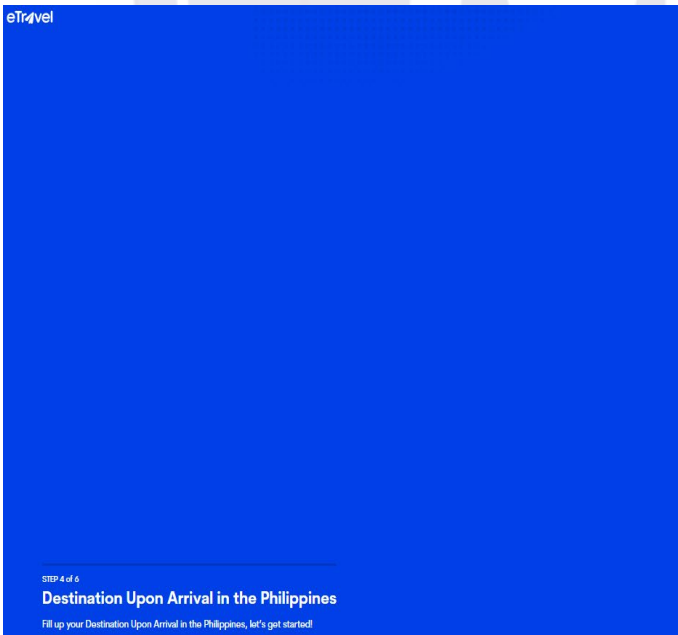 eTravel
STEP 4 of 6
Destination Upon Arrival in the Philippines
Fill up your Destination Upon Arrival in the Philippines, let's get started!